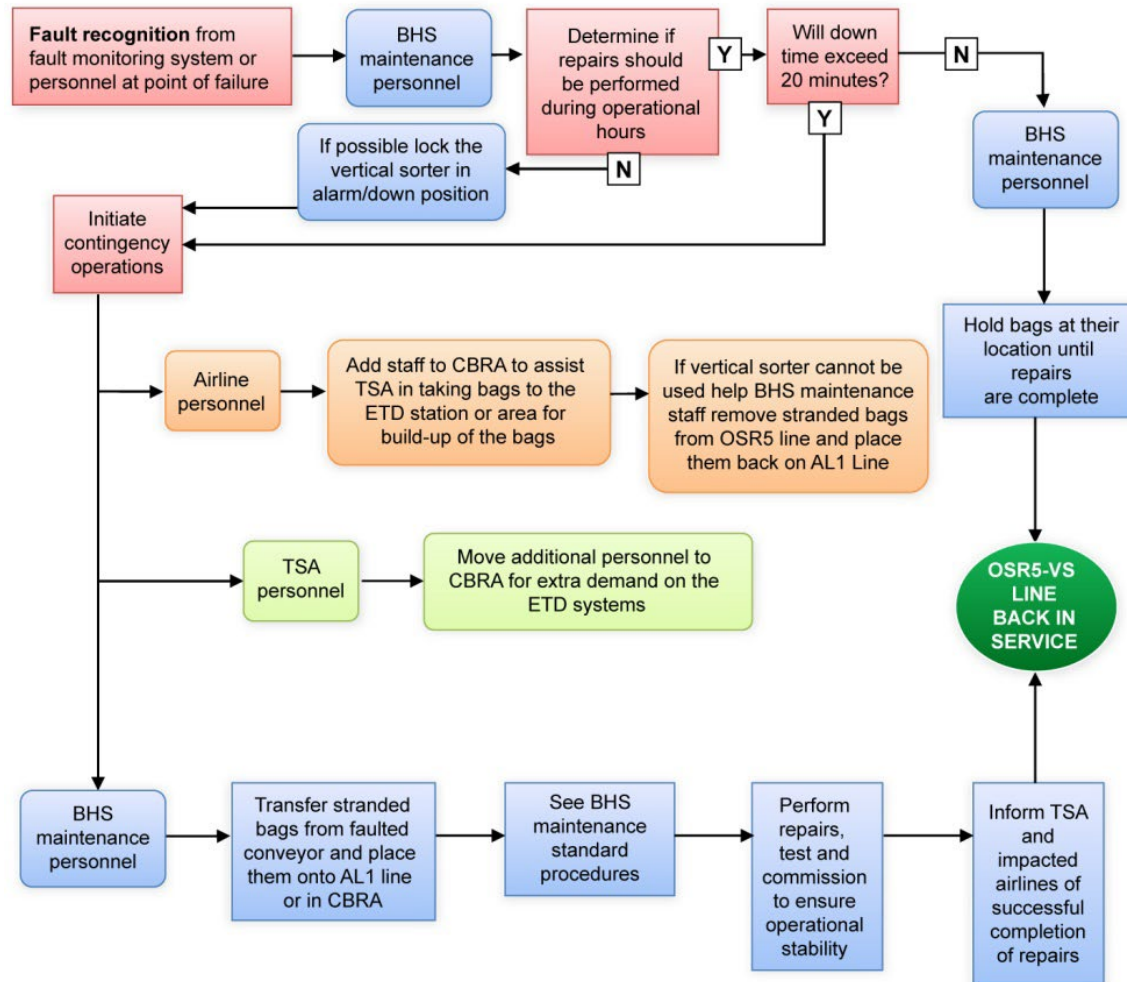 Fault recognition from
fault monitoring system or
personnel at point of failure
BHS
maintenance
personnel
Determine if
repairs should
be performed
during operational
hours
Y
Will down
time exceed
20 minutes?
N
Y
N
If possible lock the
vertical sorter in
alarm/down position
BHS
maintenance
personnel
Initiate
contingency
operations
Hold bags at their
location until
repairs
are complete
Airline
personnel
Add staff to CBRA to assist
TSA in taking bags to the
ETD station or area for
build-up of the bags
If vertical sorter cannot be
used help BHS maintenance
staff remove stranded bags
from OSR5 line and place
them back on AL1 Line
TSA
personnel
Move additional personnel to
CBRA for extra demand on the
ETD systems
OSR5-VS
LINE
BACK IN
SERVICE
BHS
maintenance
personnel
Transfer stranded
bags from faulted
conveyor and place
them onto AL1 line
or in CBRA
See BHS
maintenance
standard
procedures
Perform
repairs,
test and
commission
to ensure
operational
stability
Inform TSA
and
impacted
airlines of
successful
completion
of repairs